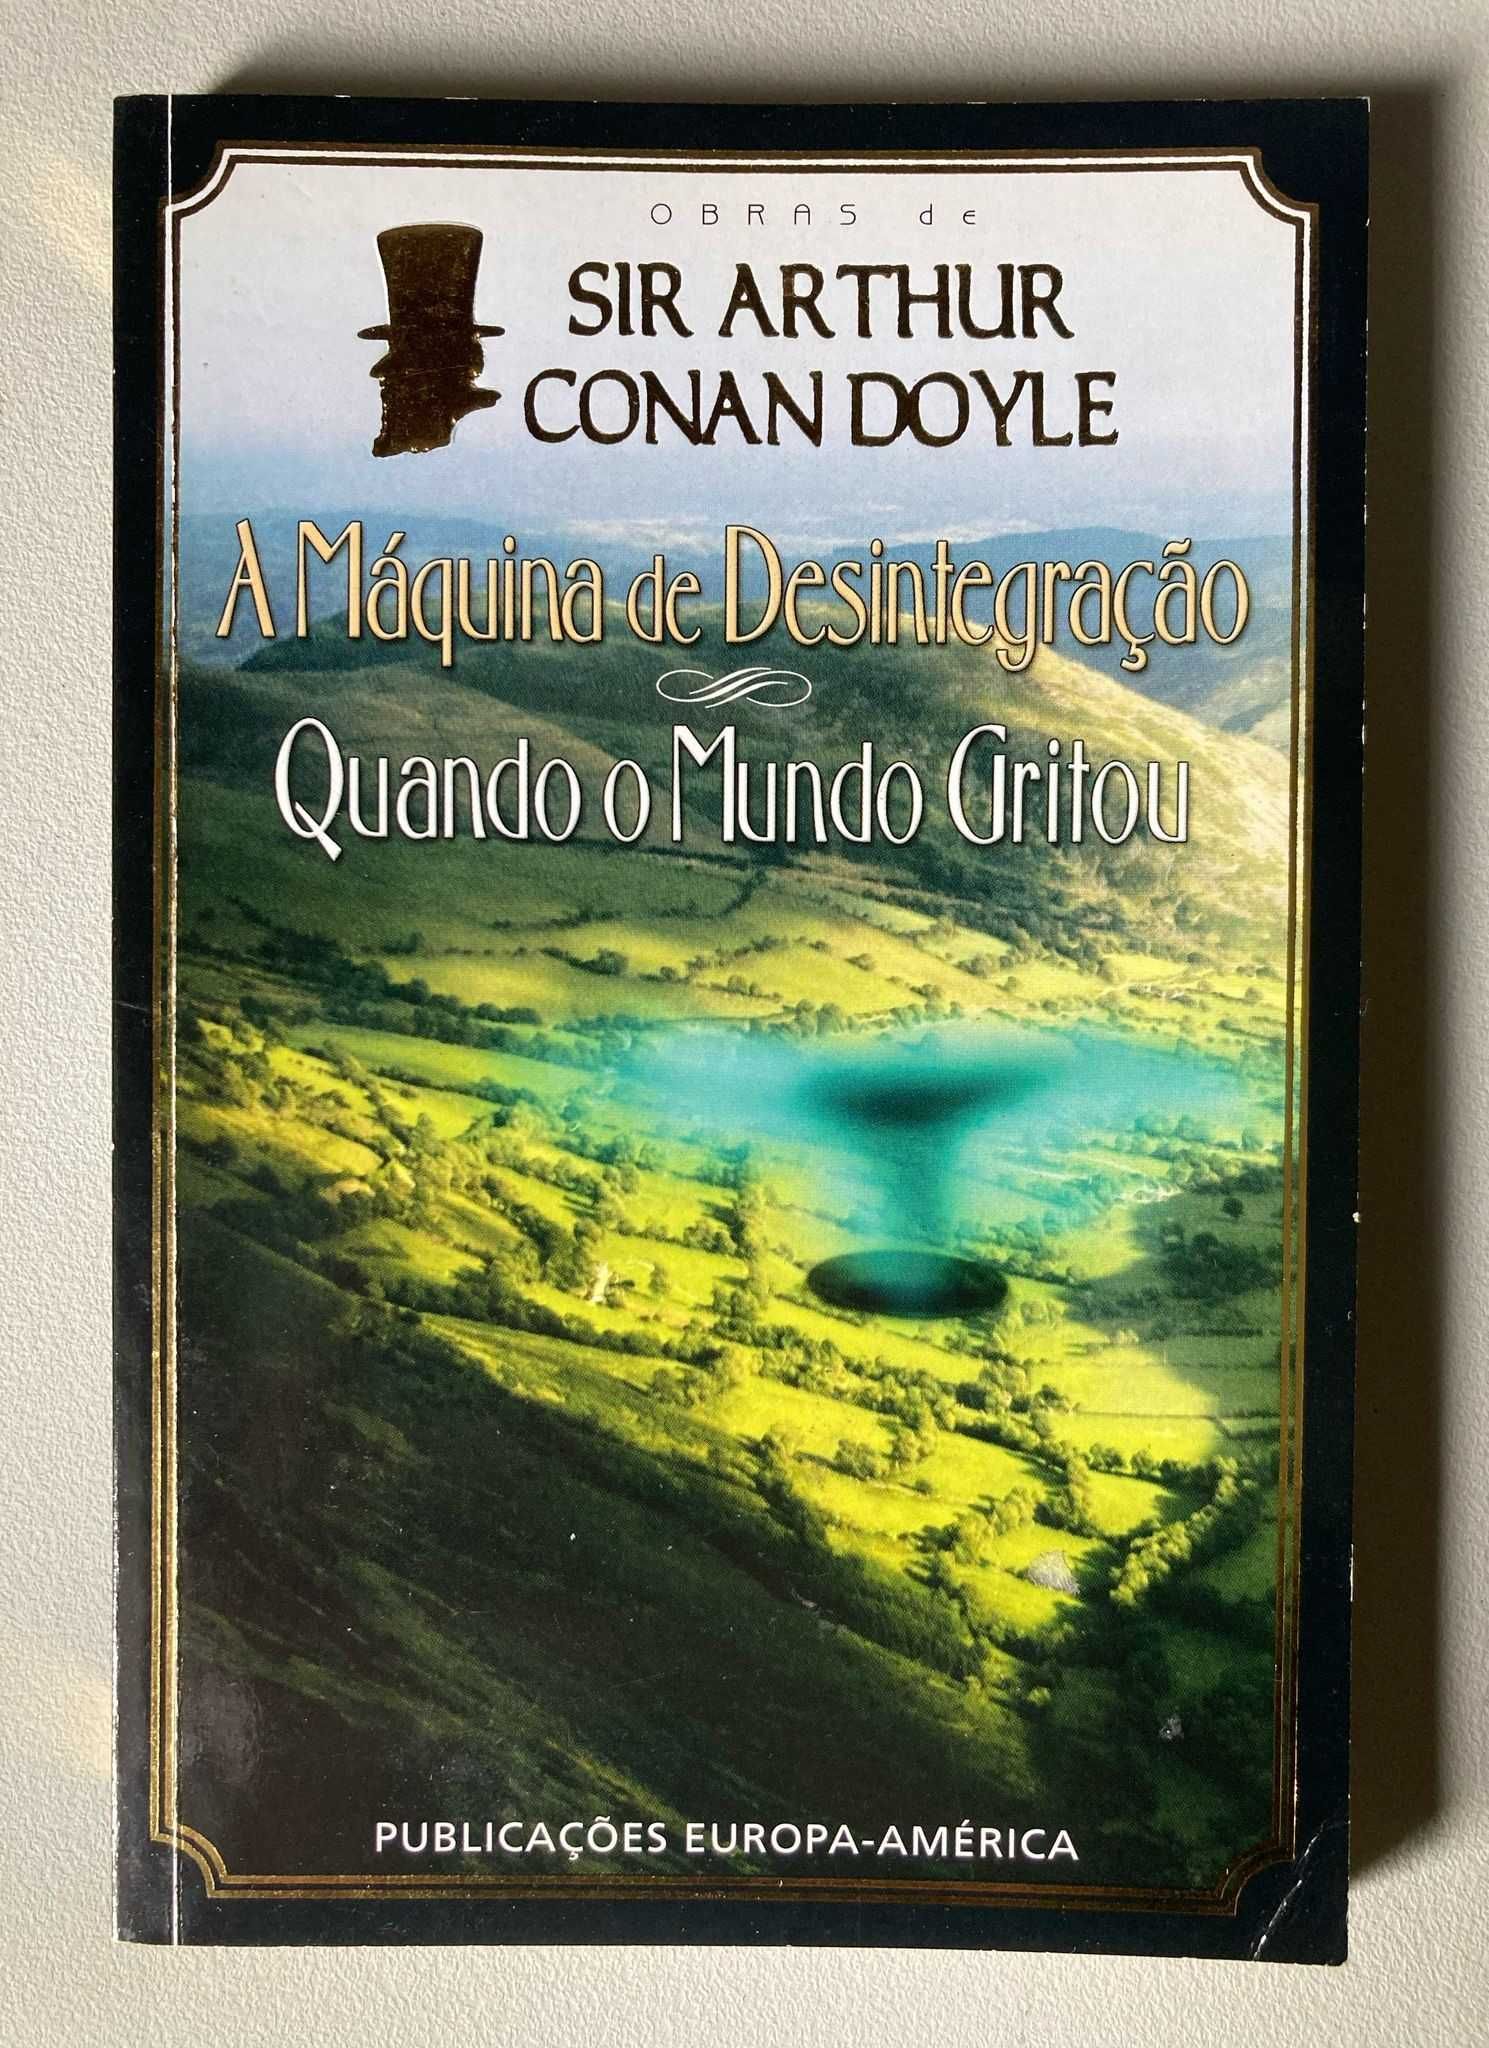 OBRAS de
SIR ARTHUR
CONAN DOYLE
A Máquina de Desintegração
Quando o Mundo Gritou
PUBLICAÇÕES EUROPA-AMÉRICA